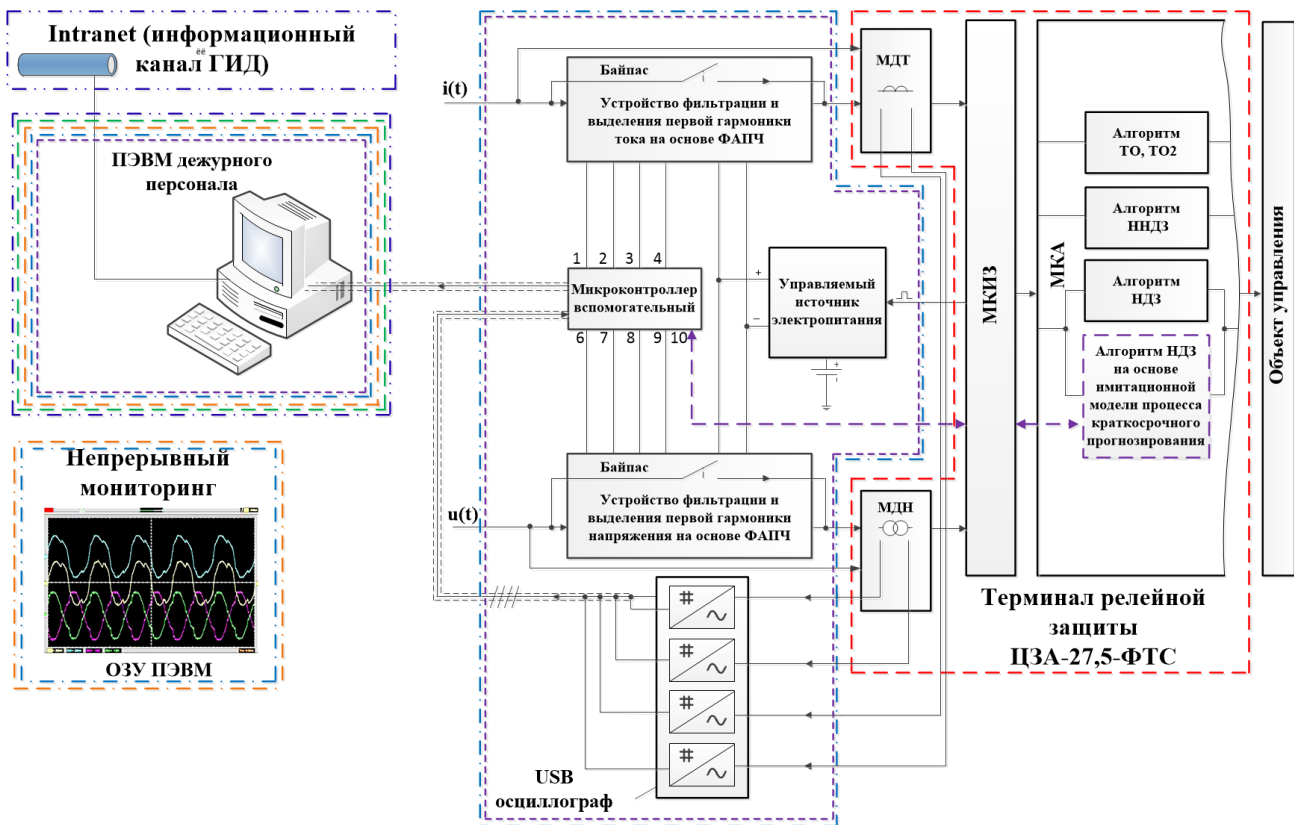 Intranet (информационный
канал ГИД)
ёё
ПЭВМ дежурного
персонала
Непрерывный
мониторинг
ОЗУ ПЭВМ
i(t)
Байпас
Устройство фильтрации и
выделения первой гармоники
тока на основе ФАПЧ
1 2 3 4
Микроконтроллер
вспомогательный
6 7 8 9 10
+
−
Управляемый
источник
электропитания
+
-
u(t)
Байпас
Устройство фильтрации и
выделения первой гармоники
напряжения на основе ФАПЧ
USB
осциллограф
МДТ
МДН
МКИЗ
МКА
Алгоритм
ТО, ТО2
Алгоритм
ННДЗ
Алгоритм
НДЗ
Алгоритм НДЗ
на основе
имитационной
модели процесса
краткосрочного
прогнозирования
Объект управления
Терминал релейной
защиты
ЦЗА-27,5-ФТС